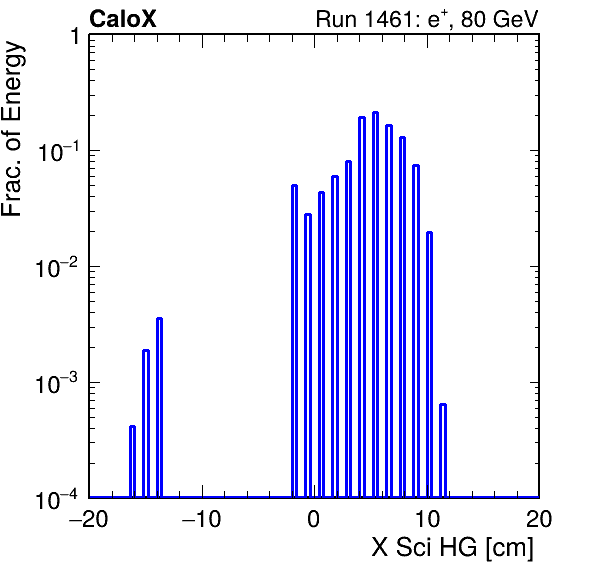 CaloX Run 1461: e⁺, 80 GeV
Frac. of Energy
1
10⁻¹
10⁻²
10⁻³
10⁻⁴
−20 −10 0 10 20
X Sci HG [cm]